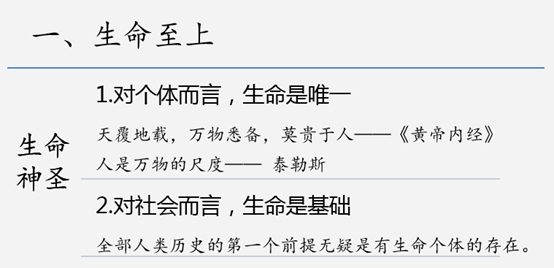 一、生命至上
生命
神圣
1.对个体而言，生命是唯一
天覆地载，万物悉备，莫贵于人——《黄帝内经》
人是万物的尺度—— 泰勒斯
2.对社会而言，生命是基础
全部人类历史的第一个前提无疑是有生命个体的存在。